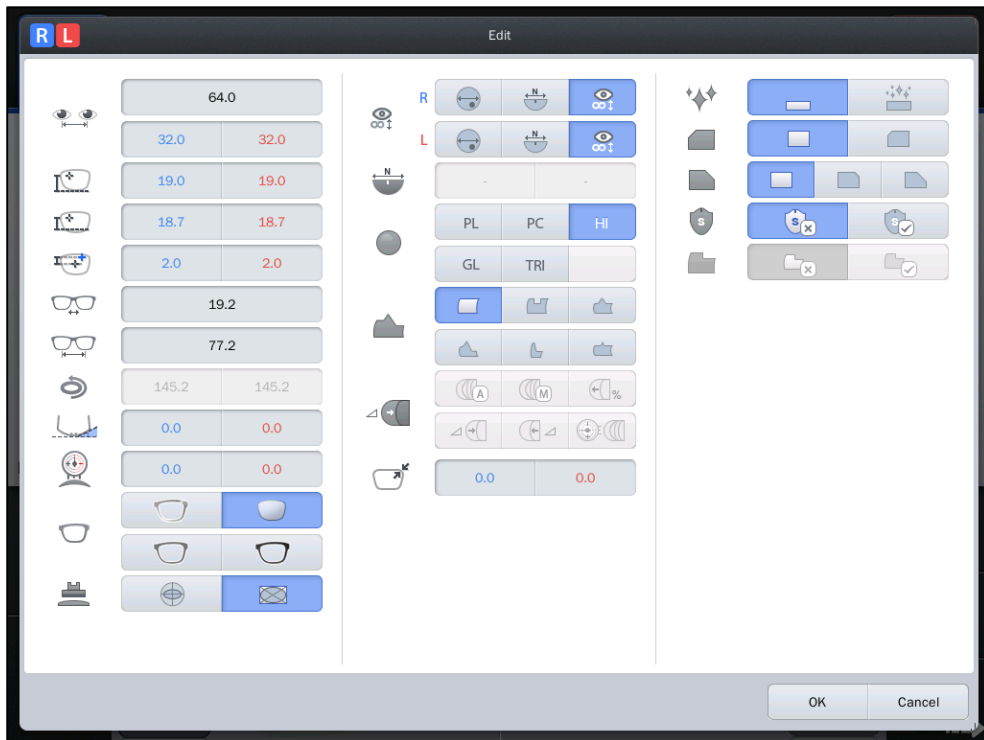 R L Edit
64.0
32.0 32.0
19.0 19.0
18.7 18.7
2.0 2.0
19.2
77.2
145.2 145.2
0.0 0.0
0.0 0.0
R N
L N
N - -
PL PC HI
GL TRI
A M %
0.0 0.0
S S S
OK Cancel